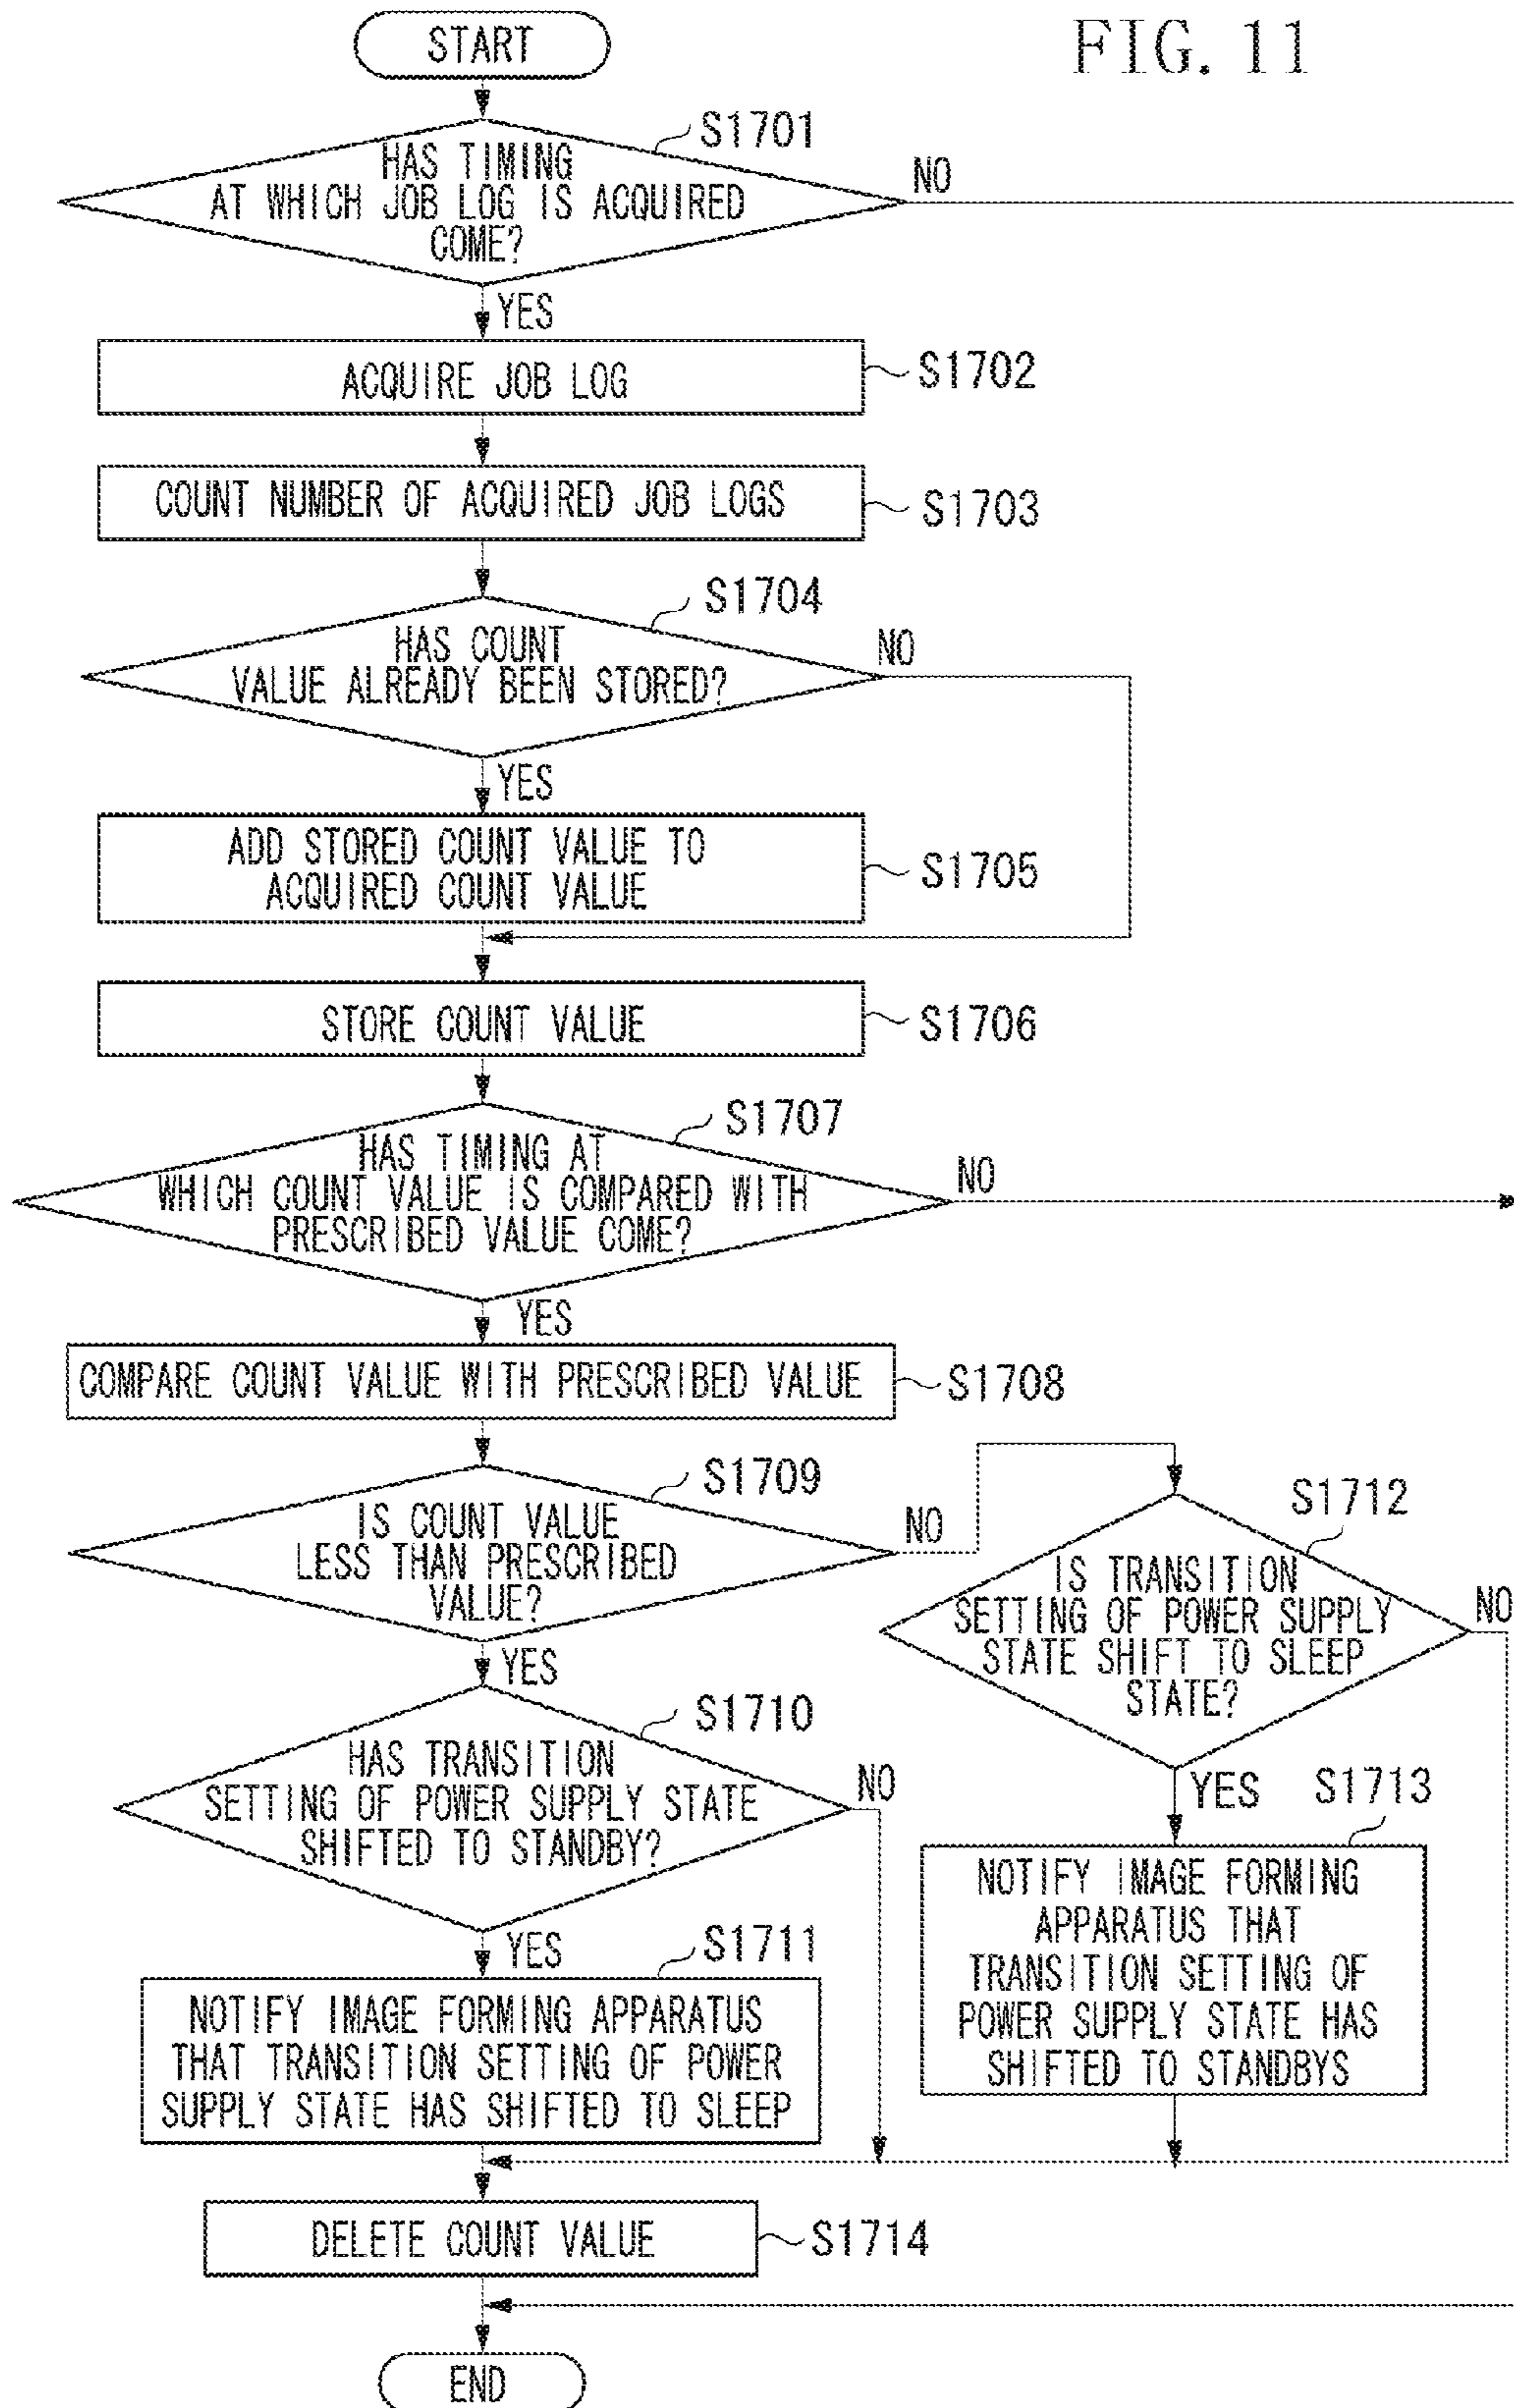 FIG. 11
START
S1701
HAS TIMING
AT WHICH JOB LOG IS ACQUIRED
COME?
NO
YES
ACQUIRE JOB LOG
S1702
COUNT NUMBER OF ACQUIRED JOB LOGS
S1703
S1704
HAS COUNT
VALUE ALREADY BEEN STORED?
NO
YES
ADD STORED COUNT VALUE TO
ACQUIRED COUNT VALUE
S1705
STORE COUNT VALUE
S1706
S1707
HAS TIMING AT
WHICH COUNT VALUE IS COMPARED WITH
PRESCRIBED VALUE COME?
NO
YES
COMPARE COUNT VALUE WITH PRESCRIBED VALUE
S1708
S1709
IS COUNT VALUE
LESS THAN PRESCRIBED
VALUE?
NO
YES
S1712
IS TRANSITION
SETTING OF POWER SUPPLY
STATE SHIFT TO SLEEP
STATE?
NO
YES
S1710
HAS TRANSITION
SETTING OF POWER SUPPLY STATE
SHIFTED TO STANDBY?
NO
YES
S1713
NOTIFY IMAGE FORMING
APPARATUS THAT
TRANSITION SETTING OF
POWER SUPPLY STATE HAS
SHIFTED TO STANDBYS
S1711
NOTIFY IMAGE FORMING APPARATUS
THAT TRANSITION SETTING OF POWER
SUPPLY STATE HAS SHIFTED TO SLEEP
DELETE COUNT VALUE
S1714
END